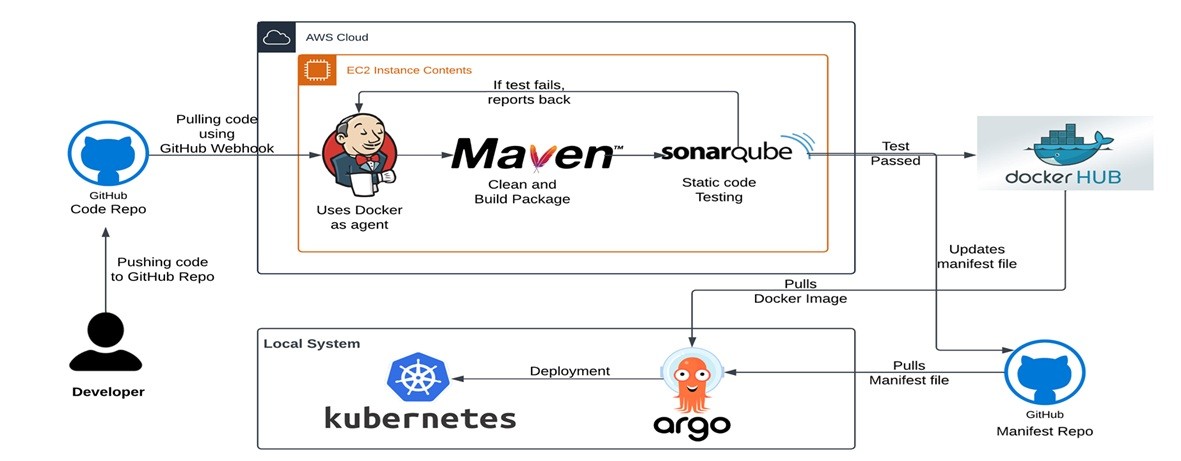 AWS Cloud
EC2 Instance Contents
If test fails,
reports back
Pulling code
using
GitHub Webhook
Maven™
sonarqube
Test
Passed
docker HUB
GitHub
Code Repo
Clean and
Build Package
Static code
Testing
Uses Docker
as agent
Pushing code
to GitHub Repo
Updates
manifest file
Pulls
Docker Image
Developer
Local System
kubernetes
Deployment
argo
Pulls
Manifest file
GitHub
Manifest Repo